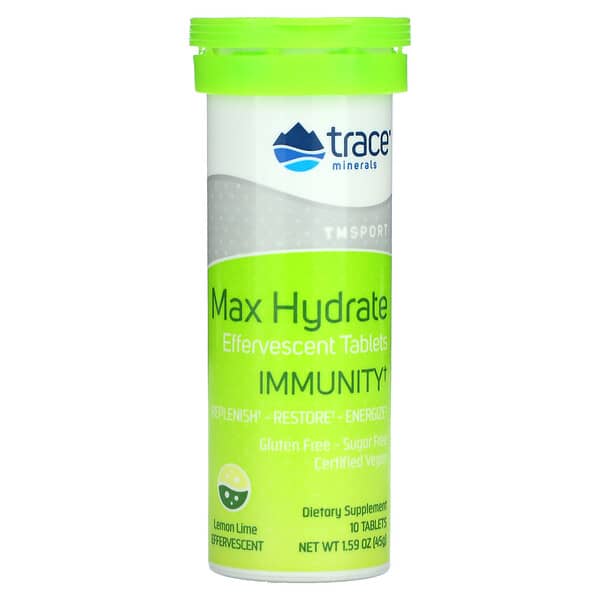 trace
minerals
TMSPORT
Max Hydrate
Effervescent Tablets
IMMUNITY†
REPLENISH† - RESTORE† - ENERGIZE†
Gluten Free - Sugar Free
Certified Vegan
Lemon Lime
EFFERVESCENT
Dietary Supplement
10 TABLETS
NET WT 1.59 OZ (45g)